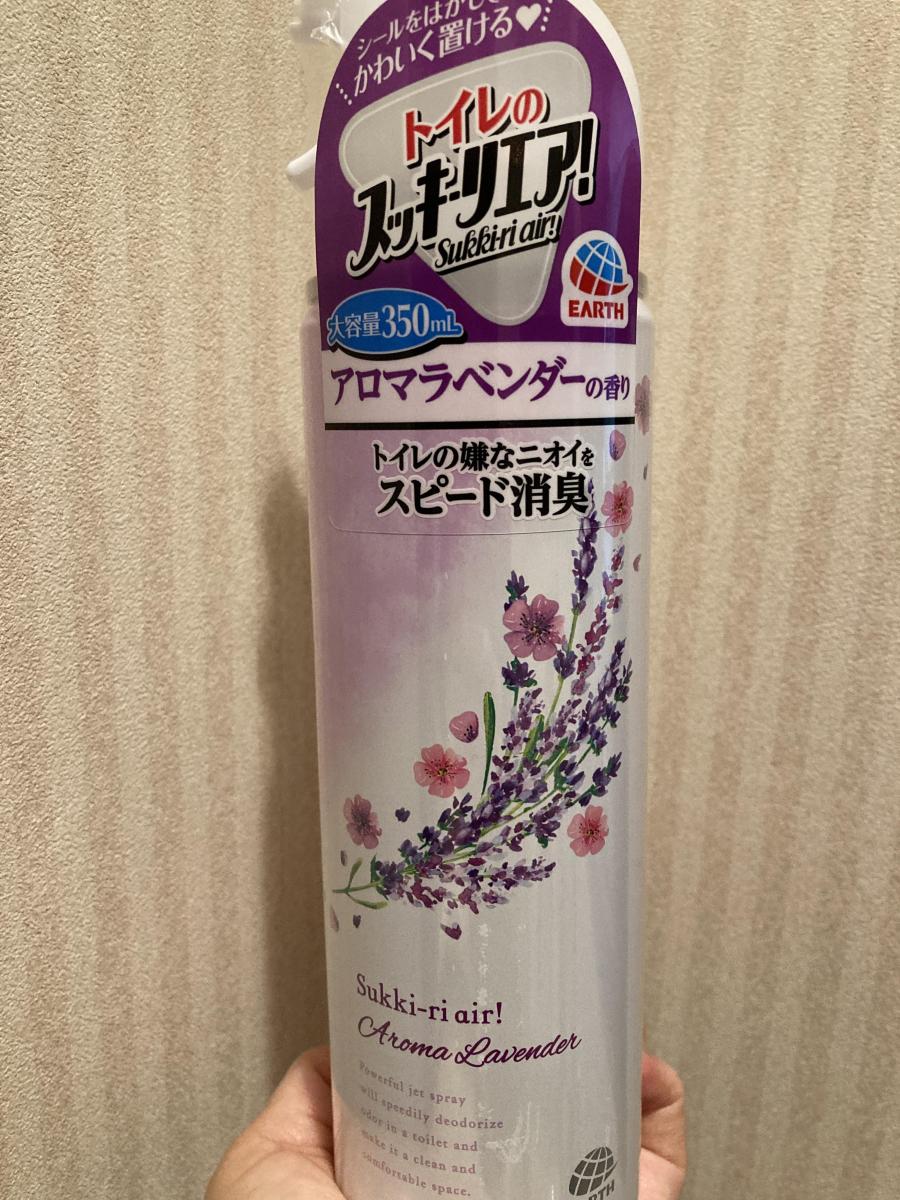 シールをはがして
かわいく置ける♥
トイレの
スッキーリエア!
Sukki-ri air!!
EARTH
大容量350mL
アロマラベンダーの香り
トイレの嫌なニオイを
スピード消臭
Sukki-ri air!
Aroma Lavender
Powerful jet spray
will speedily deodorize
odor in a toilet and
make it a clean and
comfortable space.